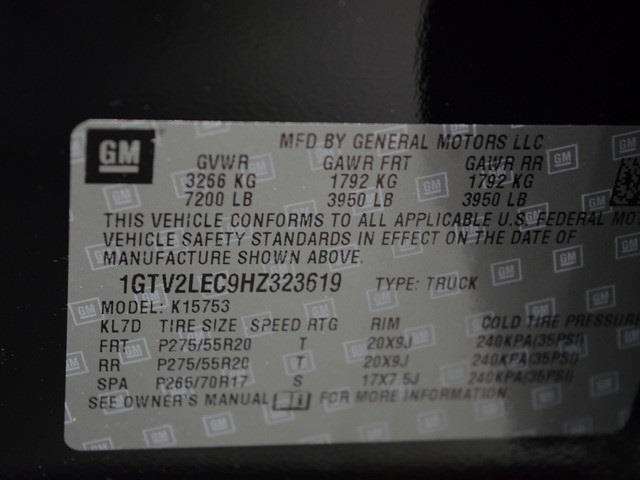 GM
MFD BY GENERAL MOTORS LLC
GVWR GAWR FRT GAWR RR
3266 KG 1792 KG 1792 KG
7200 LB 3950 LB 3950 LB
THIS VEHICLE CONFORMS TO ALL APPLICABLE U.S. FEDERAL MO
VEHICLE SAFETY STANDARDS IN EFFECT ON THE DATE OF
MANUFACTURE SHOWN ABOVE.
1GTV2LEC9HZ323619 TYPE: TRUCK
MODEL: K15753
KL7D TIRE SIZE SPEED RTG RIM COLD TIRE PRESSURE
FRT P275/55R20 T 20X9J 240KPA(35PSI)
RR P275/55R20 T 20X9J 240KPA(35PSI)
SPA P265/70R17 S 17X7.5J 240KPA(35PSI)
SEE OWNER'S MANUAL i FOR MORE INFORMATION.